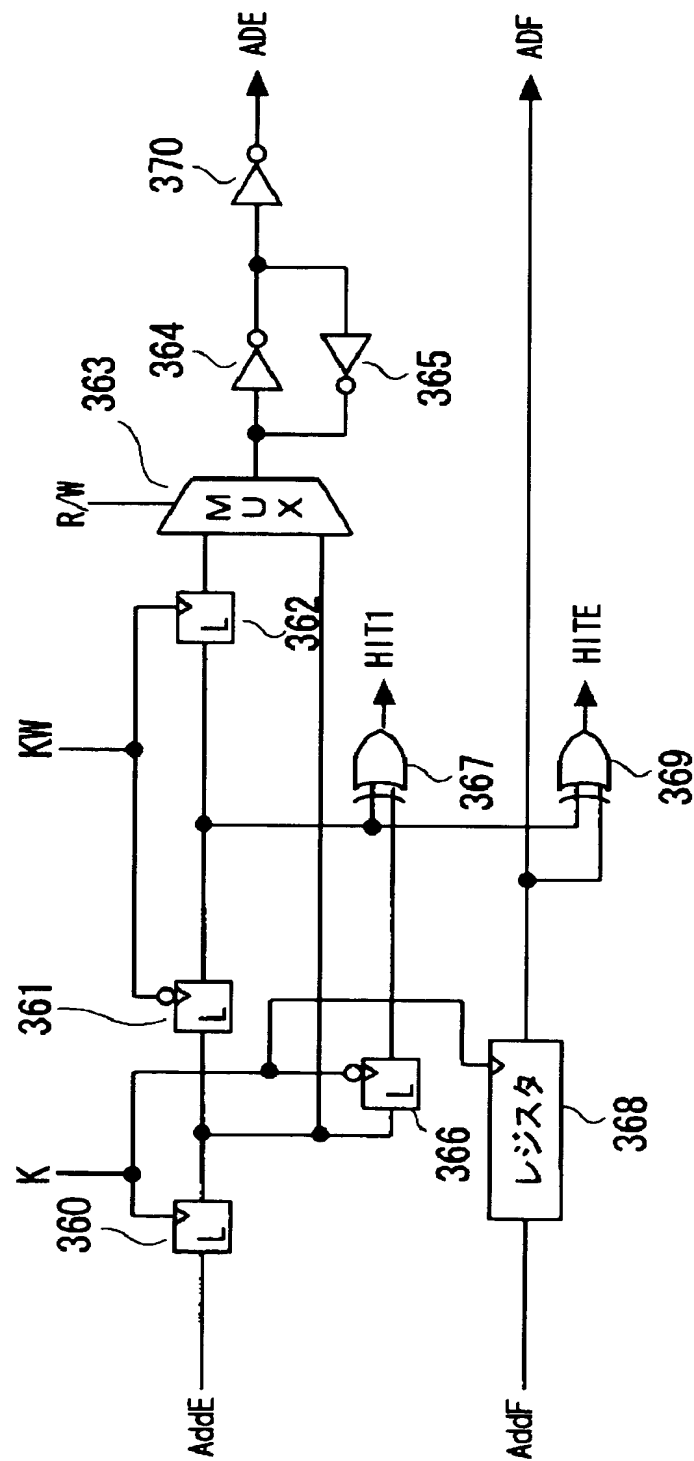 AddE
360
L
K
361
L
KW
L
362
R/W
363
MUX
364
365
370
ADE
L
366
367
HIT1
AddF
レジスタ
368
369
HITE
ADF